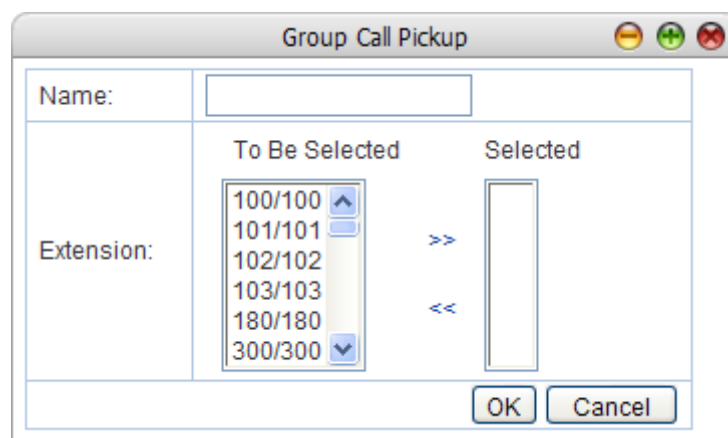 Group Call Pickup
Name:
To Be Selected Selected
Extension:
100/100
101/101
102/102
103/103
180/180
300/300
>>
<<
OK Cancel